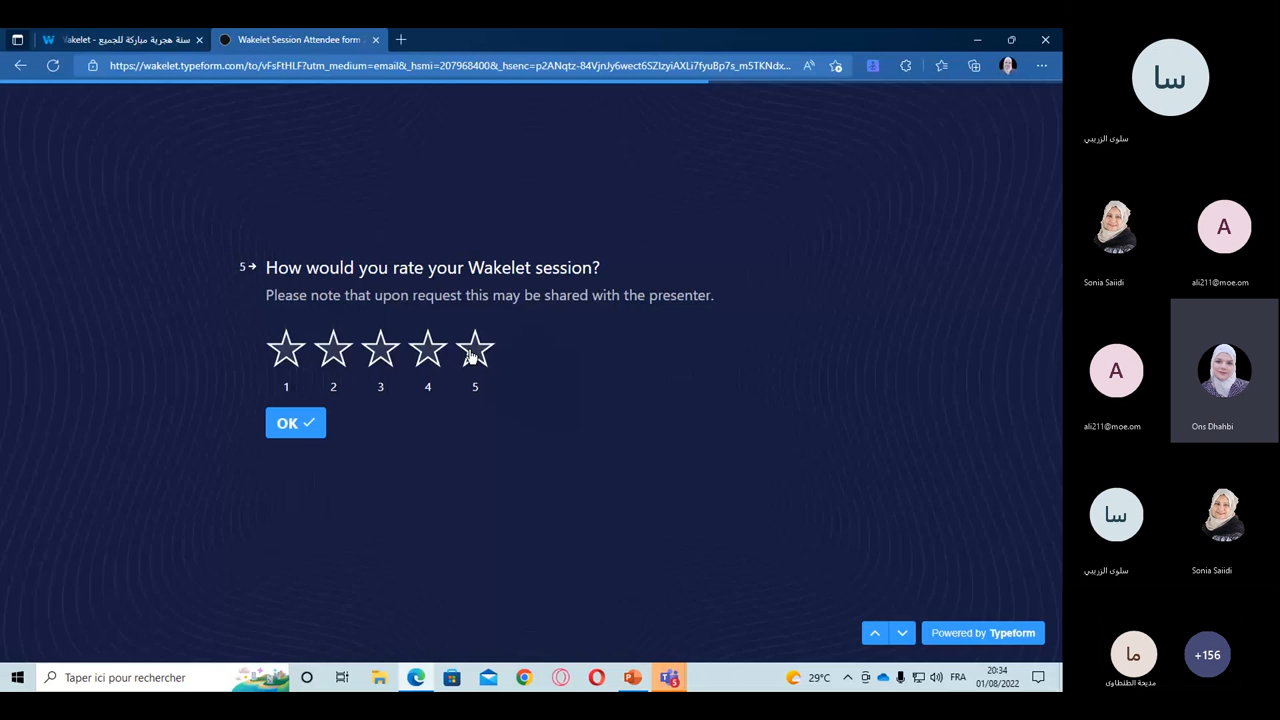 سنة هجرية مباركة للجميع - Wakelet
Wakelet Session Attendee form
https://wakelet.typeform.com/to/vFsFtHLF?utm_medium=email&_hsmi=207968400&_hsenc=p2ANqtz-84VjnJy6wect6SZIzyiAXLi7fyuBp7s_m5TKNdx...
5
How would you rate your Wakelet session?
Please note that upon request this may be shared with the presenter.
1 2 3 4 5
OK
Powered by Typeform
Taper ici pour rechercher
5
29°C
FRA
20:34
01/08/2022
سا
سلوى الزريبي
Sonia Saiidi
A
ali211@moe.om
A
ali211@moe.om
Ons Dhahbi
سا
سلوى الزريبي
Sonia Saiidi
ما
مديحة الطنطاوى
+156